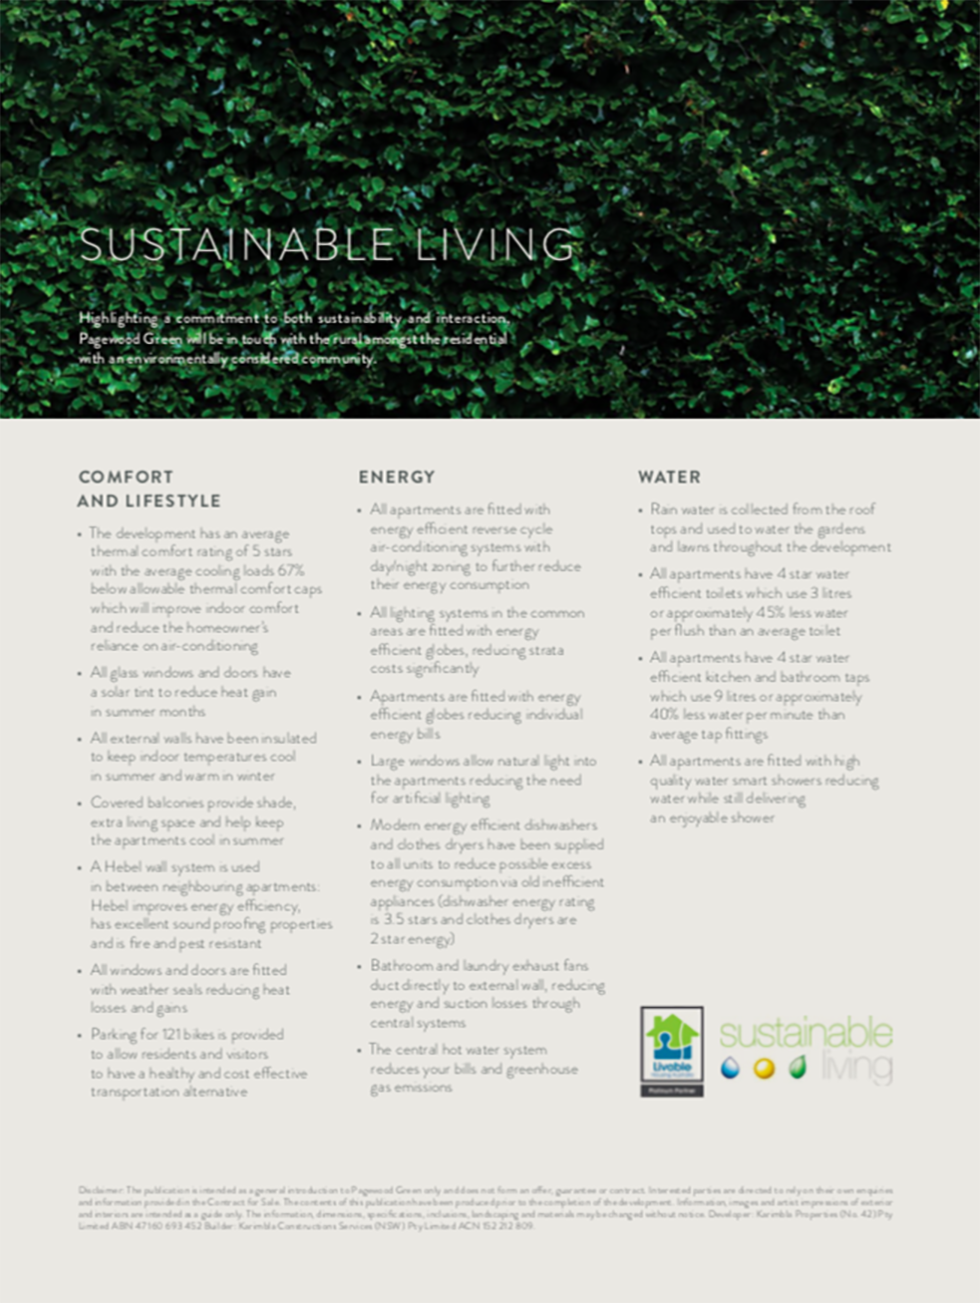 SUSTAINABLE LIVING
Highlighting a commitment to both sustainability and interaction,
Pagewood Green will be in touch with the rural amongst the residential
with an environmentally considered community.
COMFORT
AND LIFESTYLE
• The development has an average
thermal comfort rating of 5 stars
with the average cooling loads 67%
below allowable thermal comfort caps
which will improve indoor comfort
and reduce the homeowner's
reliance on air-conditioning
• All glass windows and doors have
a solar tint to reduce heat gain
in summer months
• All external walls have been insulated
to keep indoor temperatures cool
in summer and warm in winter
• Covered balconies provide shade,
extra living space and help keep
the apartments cool in summer
• A Hebel wall system is used
in between neighbouring apartments:
Hebel improves energy efficiency,
has excellent sound proofing properties
and is fire and pest resistant
• All windows and doors are fitted
with weather seals reducing heat
losses and gains
• Parking for 121 bikes is provided
to allow residents and visitors
to have a healthy and cost effective
transportation alternative
ENERGY
• All apartments are fitted with
energy efficient reverse cycle
air-conditioning systems with
day/night zoning to further reduce
their energy consumption
• All lighting systems in the common
areas are fitted with energy
efficient globes, reducing strata
costs significantly
• Apartments are fitted with energy
efficient globes reducing individual
energy bills
• Large windows allow natural light into
the apartments reducing the need
for artificial lighting
• Modern energy efficient dishwashers
and clothes dryers have been supplied
to all units to reduce possible excess
energy consumption via old inefficient
appliances (dishwasher energy rating
is 3.5 stars and clothes dryers are
2 star energy)
• Bathroom and laundry exhaust fans
duct directly to external wall, reducing
energy and suction losses through
central systems
• The central hot water system
reduces your bills and greenhouse
gas emissions
WATER
• Rain water is collected from the roof
tops and used to water the gardens
and lawns throughout the development
• All apartments have 4 star water
efficient toilets which use 3 litres
or approximately 45% less water
per flush than an average toilet
• All apartments have 4 star water
efficient kitchen and bathroom taps
which use 9 litres or approximately
40% less water per minute than
average tap fittings
• All apartments are fitted with high
quality water smart showers reducing
water while still delivering
an enjoyable shower
Livable
Housing Australia
Platinum Partner
sustainable
living
Disclaimer: The publication is intended as a general introduction to Pagewood Green only and does not form an offer, guarantee or contract. Interested parties are directed to rely on their own enquiries
and information provided in the Contract for Sale. The contents of this publication have been produced prior to the completion of the development. Information, images and artist impressions of exterior
and interiors are intended as a guide only. The information, dimensions, specifications, inclusions, landscaping and materials may be changed without notice. Developer: Karimbla Properties (No. 42) Pty
Limited ABN 47 160 693 452 Builder: Karimbla Constructions Services (NSW) Pty Limited ACN 152 212 809.